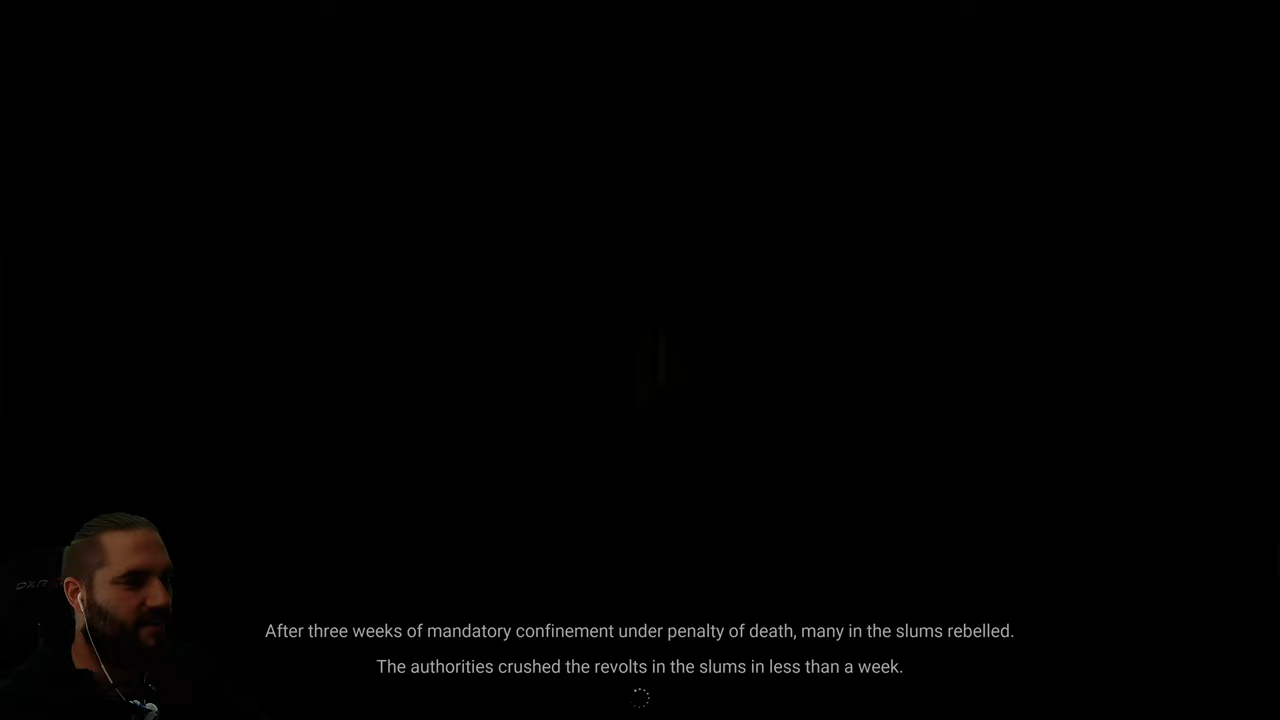 DXR
After three weeks of mandatory confinement under penalty of death, many in the slums rebelled.
The authorities crushed the revolts in the slums in less than a week.